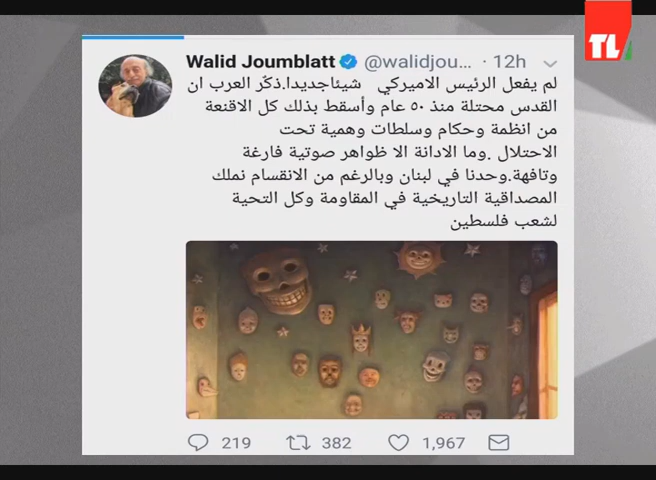 TL
Walid Joumblatt @walidjou... · 12h
لم يفعل الرئيس الاميركي شيئاجديدا.ذكّر العرب ان
القدس محتلة منذ ٥٠ عام وأسقط بذلك كل الاقنعة
من انظمة وحكام وسلطات وهمية تحت
الاحتلال .وما الادانة الا ظواهر صوتية فارغة
وتافهة.وحدنا في لبنان وبالرغم من الانقسام نملك
المصداقية التاريخية في المقاومة وكل التحية
لشعب فلسطين
219 382 1,967